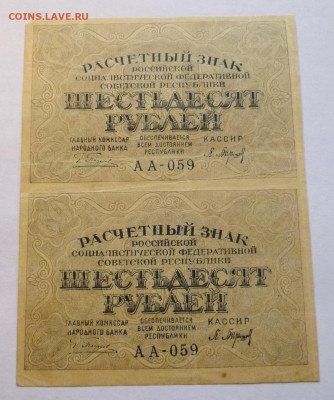 COINS.LAVE.RU
РАСЧЕТНЫЙ ЗНАК
РОССИЙСКОЙ
СОЦИАЛИСТИЧЕСКОЙ ФЕДЕРАТИВНОЙ
СОВЕТСКОЙ РЕСПУБЛИКИ
ШЕСТЬДЕСЯТ
РУБЛЕЙ
ГЛАВНЫЙ КОМИССАР
НАРОДНОГО БАНКА
ОБЕСПЕЧИВАЕТСЯ
ВСЕМ ДОСТОЯНИЕМ
РЕСПУБЛИКИ
КАССИР
АА-059
РАСЧЕТНЫЙ ЗНАК
РОССИЙСКОЙ
СОЦИАЛИСТИЧЕСКОЙ ФЕДЕРАТИВНОЙ
СОВЕТСКОЙ РЕСПУБЛИКИ
ШЕСТЬДЕСЯТ
РУБЛЕЙ
ГЛАВНЫЙ КОМИССАР
НАРОДНОГО БАНКА
ОБЕСПЕЧИВАЕТСЯ
ВСЕМ ДОСТОЯНИЕМ
РЕСПУБЛИКИ
КАССИР
АА-059